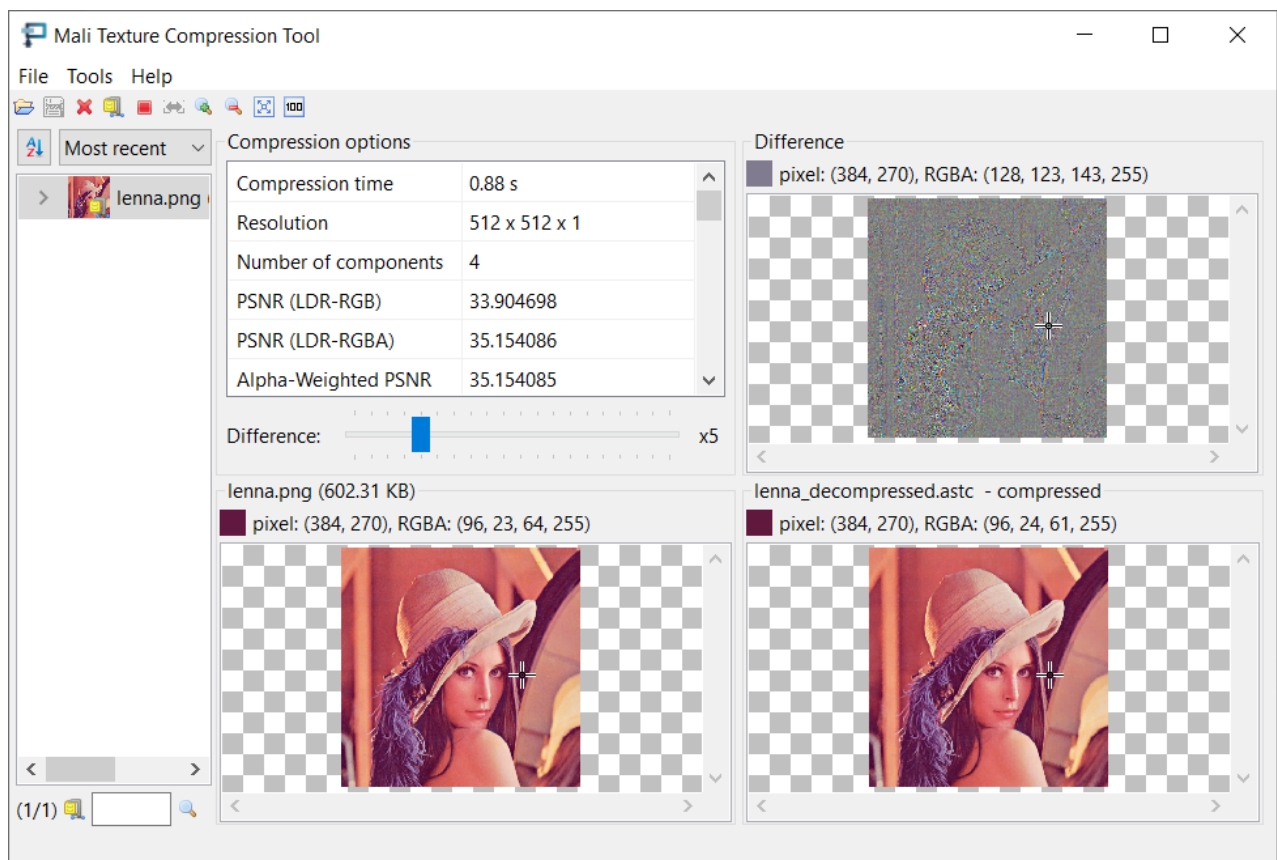 Mali Texture Compression Tool
File Tools Help
100
A
Z
Most recent
lenna.png
(1/1)
Compression options
Compression time 0.88 s
Resolution 512 x 512 x 1
Number of components 4
PSNR (LDR-RGB) 33.904698
PSNR (LDR-RGBA) 35.154086
Alpha-Weighted PSNR 35.154085
Difference: x5
Difference
pixel: (384, 270), RGBA: (128, 123, 143, 255)
lenna.png (602.31 KB)
pixel: (384, 270), RGBA: (96, 23, 64, 255)
lenna_decompressed.astc - compressed
pixel: (384, 270), RGBA: (96, 24, 61, 255)